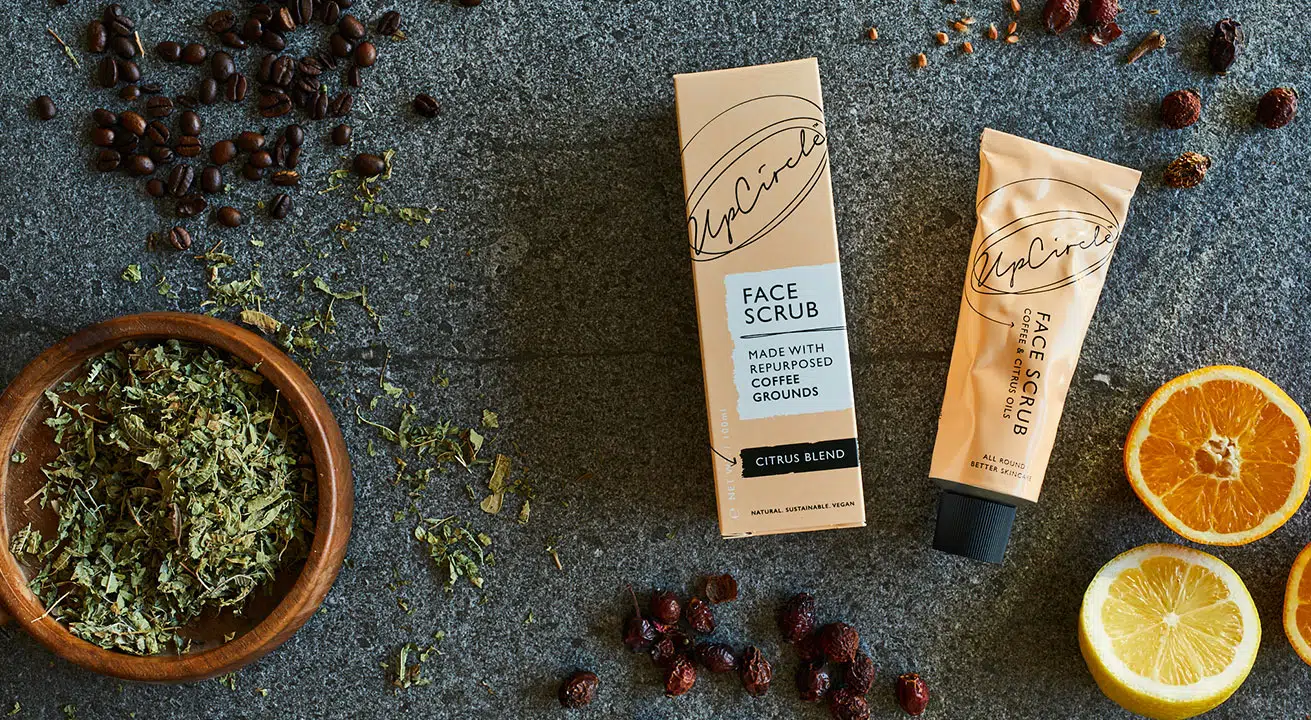 UpCircle
FACE
SCRUB
MADE WITH
REPURPOSED
COFFEE
GROUNDS
CITRUS BLEND
NATURAL. SUSTAINABLE. VEGAN
100ml
UpCircle
FACE SCRUB
COFFEE & CITRUS OILS
ALL ROUND
BETTER SKINCARE